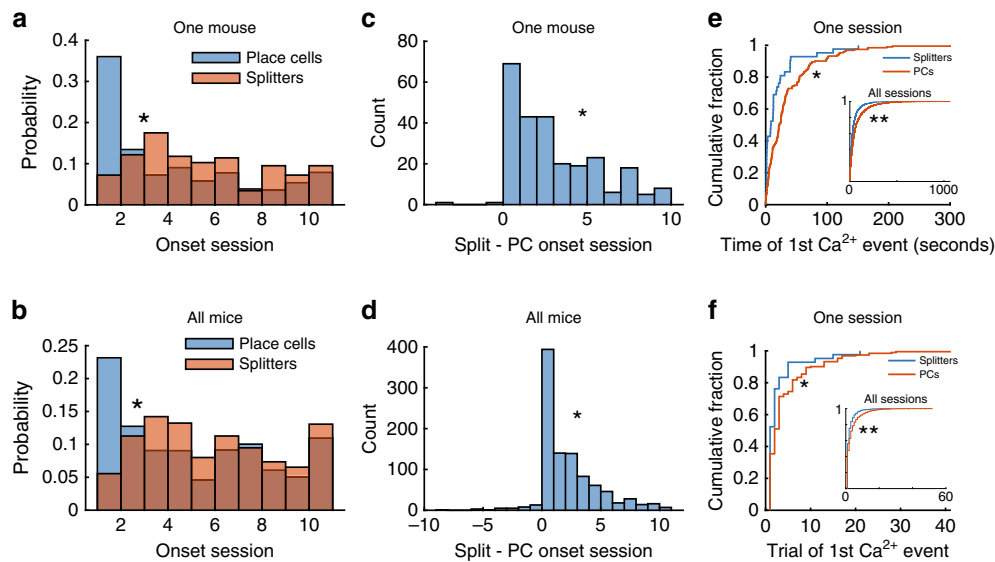 a
One mouse
0.4
0.3
0.2
0.1
0
Probability
Place cells
Splitters
*
2 4 6 8 10
Onset session
b
All mice
0.25
0.2
0.15
0.1
0.05
0
Probability
Place cells
Splitters
*
2 4 6 8 10
Onset session
c
One mouse
80
60
40
20
0
Count
*
0 5 10
Split - PC onset session
d
All mice
400
300
200
100
0
Count
*
−10 −5 0 5 10
Split - PC onset session
e
One session
1
0.8
0.6
0.4
0.2
0
Cumulative fraction
Splitters
PCs
*
All sessions
1
**
0 1000
0 100 200 300
Time of 1st Ca²⁺ event (seconds)
f
One session
1
0.8
0.6
0.4
0.2
0
Cumulative fraction
Splitters
PCs
*
All sessions
1
**
0
0 60
0 10 20 30 40
Trial of 1st Ca²⁺ event